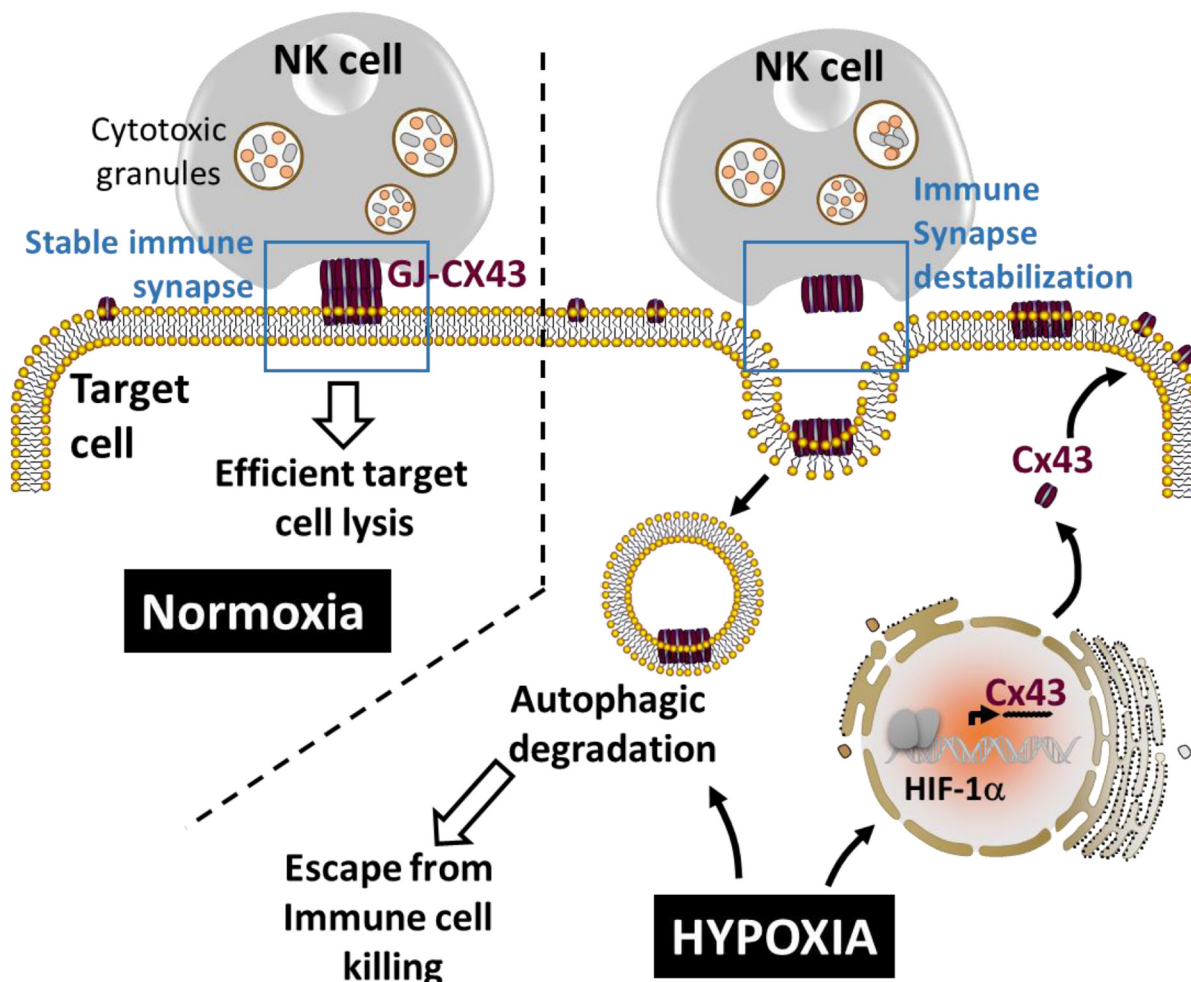 NK cell
Cytotoxic
granules
Stable immune
synapse
GJ-CX43
Target
cell
Efficient target
cell lysis
Normoxia
NK cell
Immune
Synapse
destabilization
Cx43
Cx43
HIF-1α
Autophagic
degradation
Escape from
Immune cell
killing
HYPOXIA